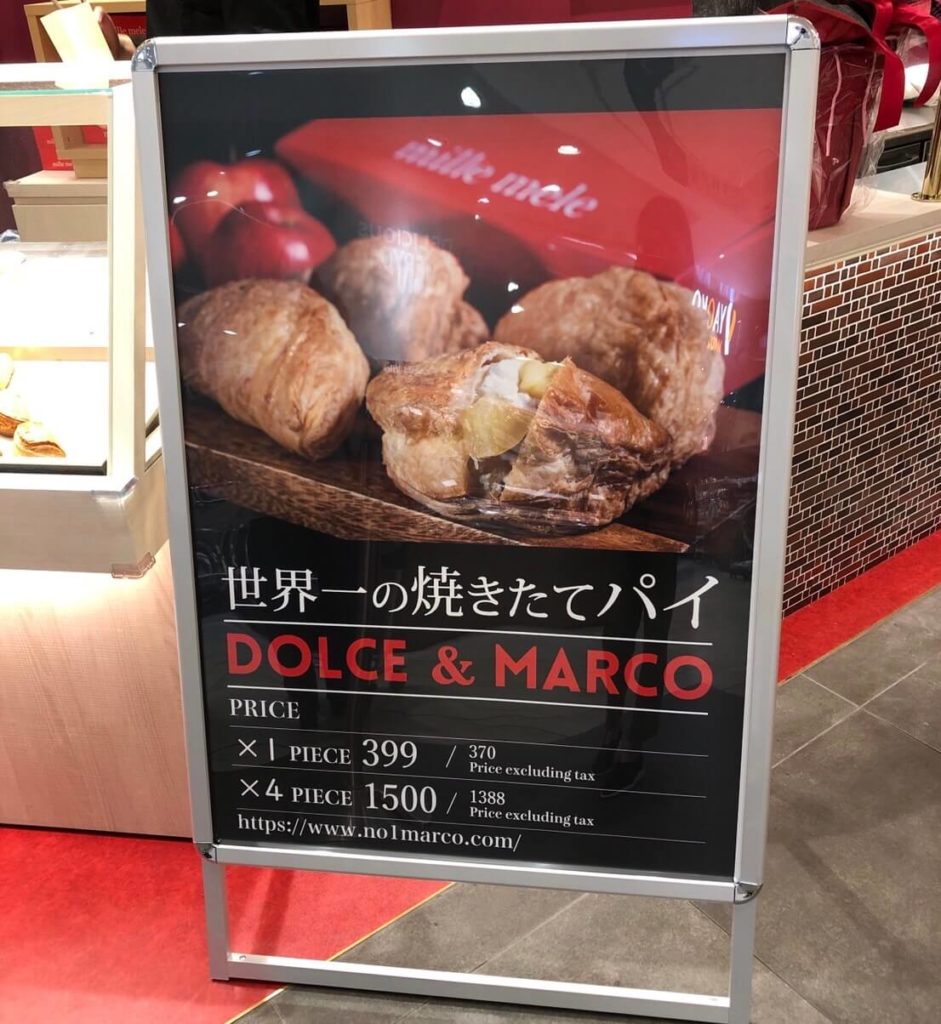 mille mele
世界一の焼きたてパイ
DOLCE & MARCO
PRICE
×1 PIECE 399 / 370
Price excluding tax
×4 PIECE 1500 / 1388
Price excluding tax
https://www.no1marco.com/